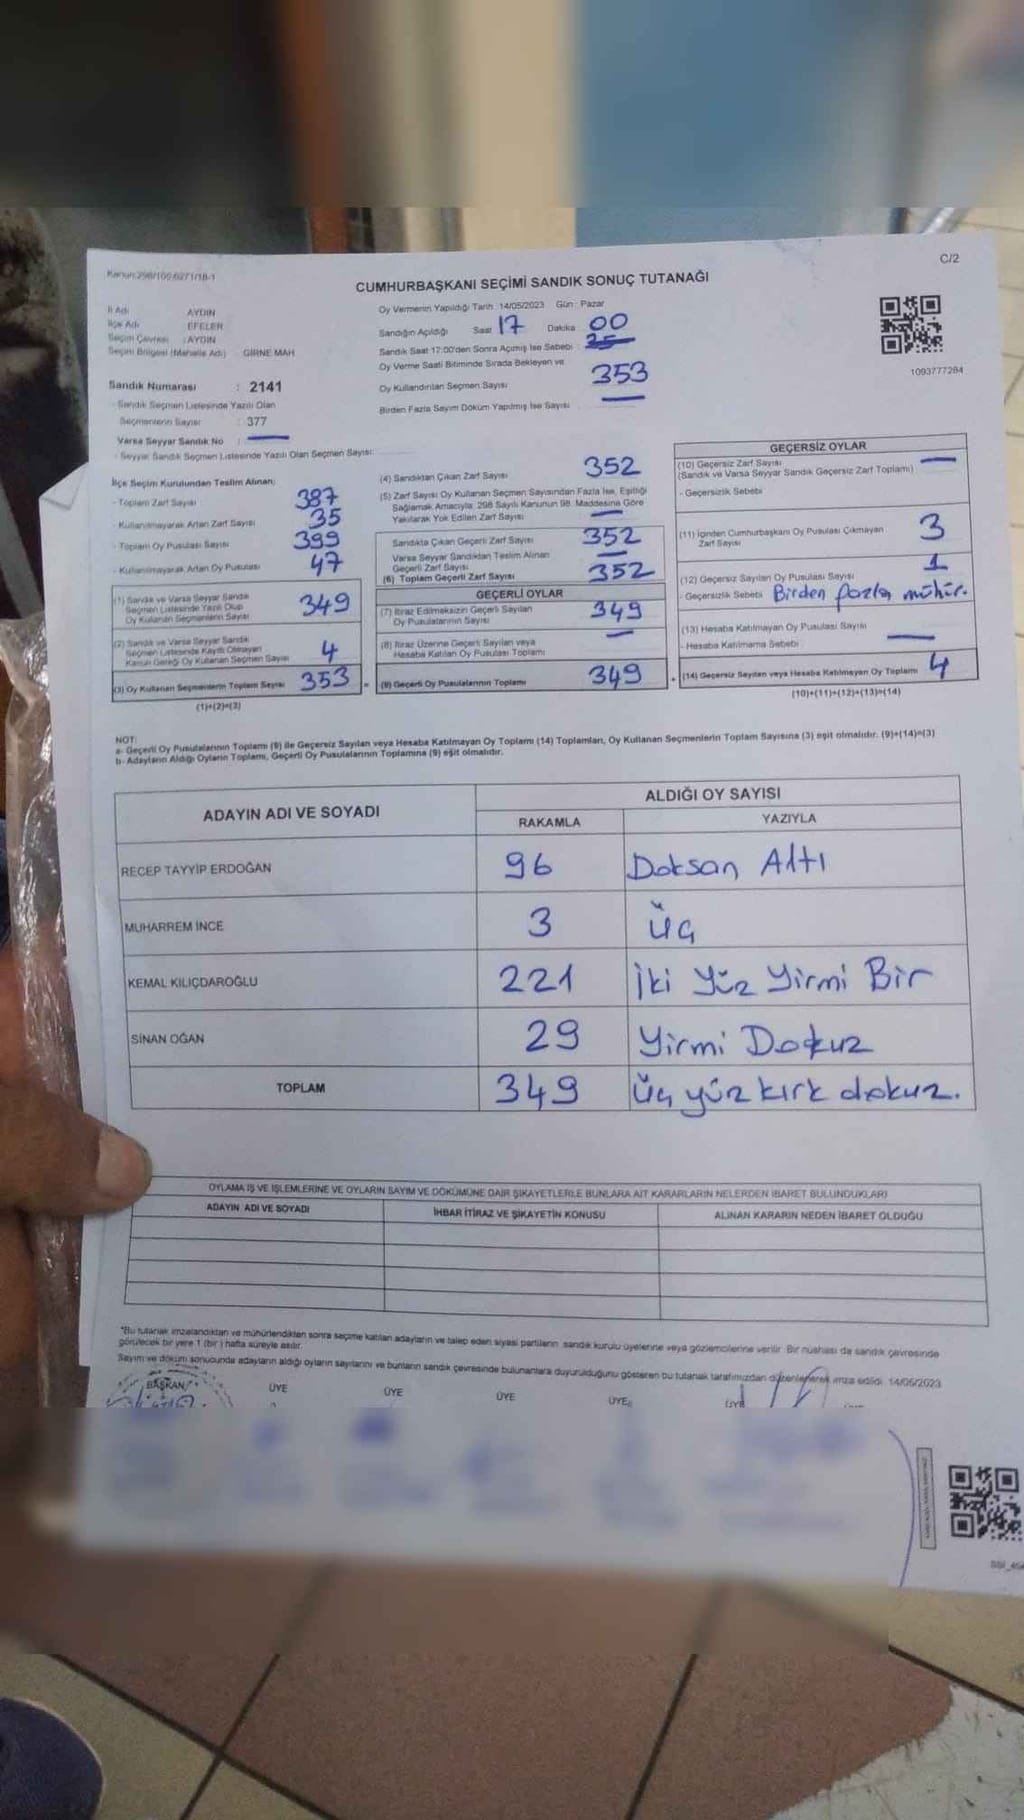 Kanun:298/105,6271/18-1
C/2
CUMHURBAŞKANI SEÇİMİ SANDIK SONUÇ TUTANAĞI
İl Adı : AYDIN
İlçe Adı : EFELER
Seçim Çevresi : AYDIN
Seçim Bölgesi (Mahalle Adı) : GİRNE MAH
Sandık Numarası : 2141
- Sandık Seçmen Listesinde Yazılı Olan
Seçmenlerin Sayısı : 377
Varsa Seyyar Sandık No :
- Seyyar Sandık Seçmen Listesinde Yazılı Olan Seçmen Sayısı:
Oy Vermenin Yapıldığı Tarih : 14/05/2023 Gün : Pazar
Sandığın Açıldığı Saat 17 Dakika 00
Sandık Saat 17:00'den Sonra Açılmış İse Sebebi :
Oy Verme Saati Bitiminde Sırada Bekleyen ve
Oy Kullandırılan Seçmen Sayısı 353
Birden Fazla Sayım Döküm Yapılmış İse Sayısı
1093777284
İlçe Seçim Kurulundan Teslim Alınan;
- Toplam Zarf Sayısı 387
- Kullanılmayarak Artan Zarf Sayısı 35
- Toplam Oy Pusulası Sayısı 399
- Kullanılmayarak Artan Oy Pusulası 47
(1) Sandık ve Varsa Seyyar Sandık
Seçmen Listesinde Yazılı Olup
Oy Kullanan Seçmenlerin Sayısı 349
(2) Sandık ve Varsa Seyyar Sandık
Seçmen Listesinde Kayıtlı Olmayan
Kanun Gereği Oy Kullanan Seçmen Sayısı 4
(3) Oy Kullanan Seçmenlerin Toplam Sayısı 353 =
(1)+(2)=(3)
(4) Sandıktan Çıkan Zarf Sayısı 352
(5) Zarf Sayısı Oy Kullanan Seçmen Sayısından Fazla İse, Eşitliği
Sağlamak Amacıyla, 298 Sayılı Kanunun 98. Maddesine Göre
Yakılarak Yok Edilen Zarf Sayısı
Sandıkta Çıkan Geçerli Zarf Sayısı 352
Varsa Seyyar Sandıktan Teslim Alınan
Geçerli Zarf Sayısı
(6) Toplam Geçerli Zarf Sayısı 352
GEÇERLİ OYLAR
(7) İtiraz Edilmeksizin Geçerli Sayılan
Oy Pusulalarının Sayısı 349
(8) İtiraz Üzerine Geçerli Sayılan veya
Hesaba Katılan Oy Pusulası Toplamı
(9) Geçerli Oy Pusulalarının Toplamı 349 +
GEÇERSİZ OYLAR
(10) Geçersiz Zarf Sayısı
(Sandık ve Varsa Seyyar Sandık Geçersiz Zarf Toplamı)
- Geçersizlik Sebebi
(11) İçinden Cumhurbaşkanı Oy Pusulası Çıkmayan
Zarf Sayısı 3
(12) Geçersiz Sayılan Oy Pusulası Sayısı 1
- Geçersizlik Sebebi Birden fazla mühür.
(13) Hesaba Katılmayan Oy Pusulası Sayısı
- Hesaba Katılmama Sebebi
(14) Geçersiz Sayılan veya Hesaba Katılmayan Oy Toplamı 4
(10)+(11)+(12)+(13)=(14)
NOT:
a- Geçerli Oy Pusulalarının Toplamı (9) ile Geçersiz Sayılan veya Hesaba Katılmayan Oy Toplamı (14) Toplamları, Oy Kullanan Seçmenlerin Toplam Sayısına (3) eşit olmalıdır. (9)+(14)=(3)
b- Adayların Aldığı Oyların Toplamı, Geçerli Oy Pusulalarının Toplamına (9) eşit olmalıdır.
ADAYIN ADI VE SOYADI
ALDIĞI OY SAYISI
RAKAMLA YAZIYLA
RECEP TAYYİP ERDOĞAN 96 Doksan Altı
MUHARREM İNCE 3 Üç
KEMAL KILIÇDAROĞLU 221 İki Yüz Yirmi Bir
SİNAN OĞAN 29 Yirmi Dokuz
TOPLAM 349 Üç yüz kırk dokuz.
OYLAMA İŞ VE İŞLEMLERİNE VE OYLARIN SAYIM VE DÖKÜMÜNE DAİR ŞİKAYETLERLE BUNLARA AİT KARARLARIN NELERDEN İBARET BULUNDUKLARI
ADAYIN ADI VE SOYADI İHBAR İTİRAZ VE ŞİKAYETİN KONUSU ALINAN KARARIN NEDEN İBARET OLDUĞU
*Bu tutanak imzalandıktan ve mühürlendikten sonra seçime katılan adayların ve talep eden siyasi partilerin sandık kurulu üyelerine veya gözlemcilerine verilir. Bir nüshası da sandık çevresinde
görülecek bir yere 1 (bir) hafta süreyle asılır.
Sayım ve döküm sonucunda adayların aldığı oyların sayılarını ve bunların sandık çevresinde bulunanlara duyurulduğunu gösteren bu tutanak tarafımızdan düzenlenerek imza edildi. 14/05/2023
BAŞKAN ÜYE ÜYE ÜYE ÜYE ÜYE